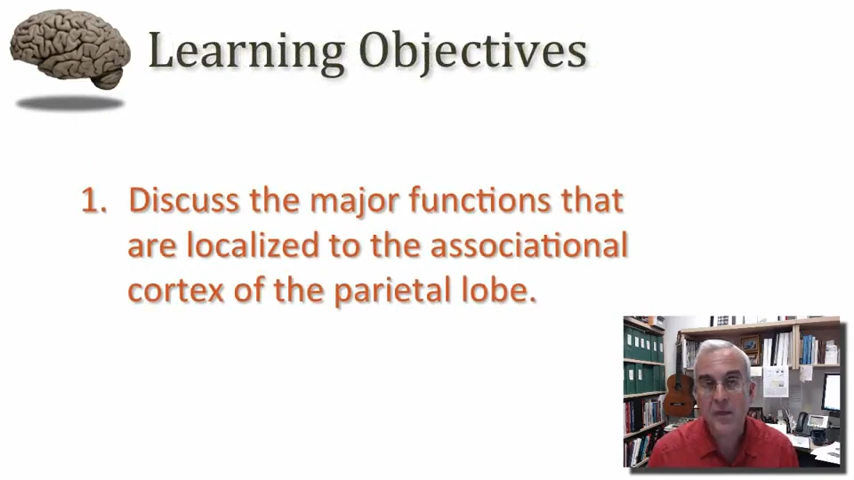 Learning Objectives
1. Discuss the major functions that
are localized to the associational
cortex of the parietal lobe.